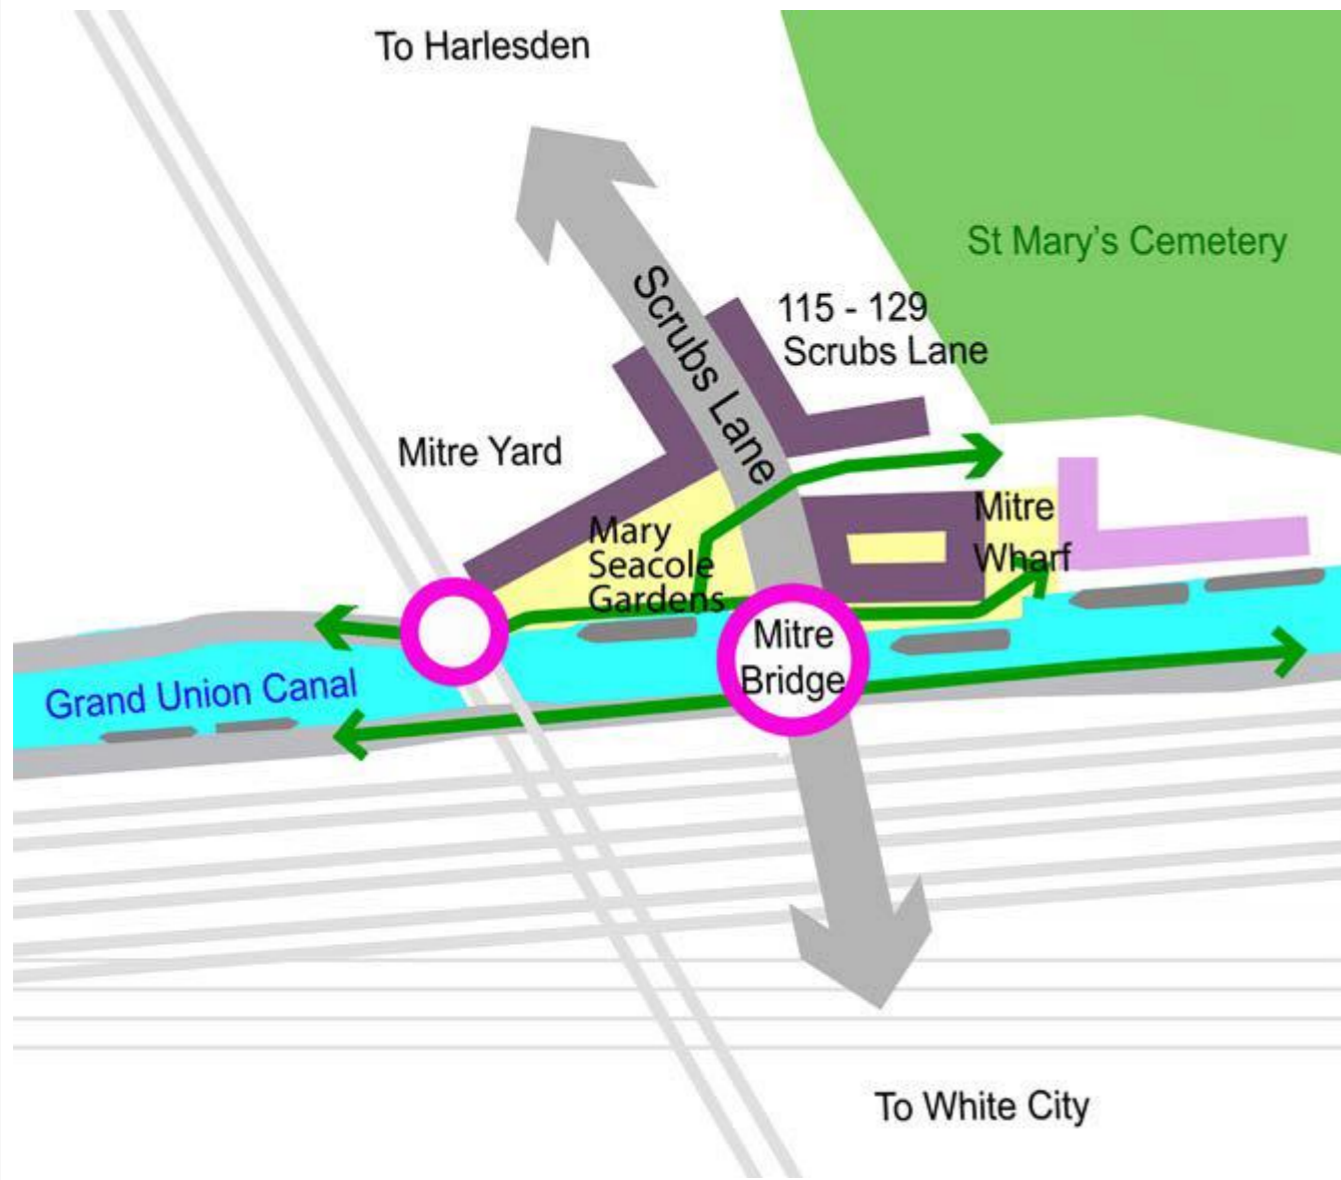 To Harlesden
St Mary's Cemetery
Scrubs Lane
115 - 129
Scrubs Lane
Mitre Yard
Mary
Seacole
Gardens
Mitre
Wharf
Mitre
Bridge
Grand Union Canal
To White City